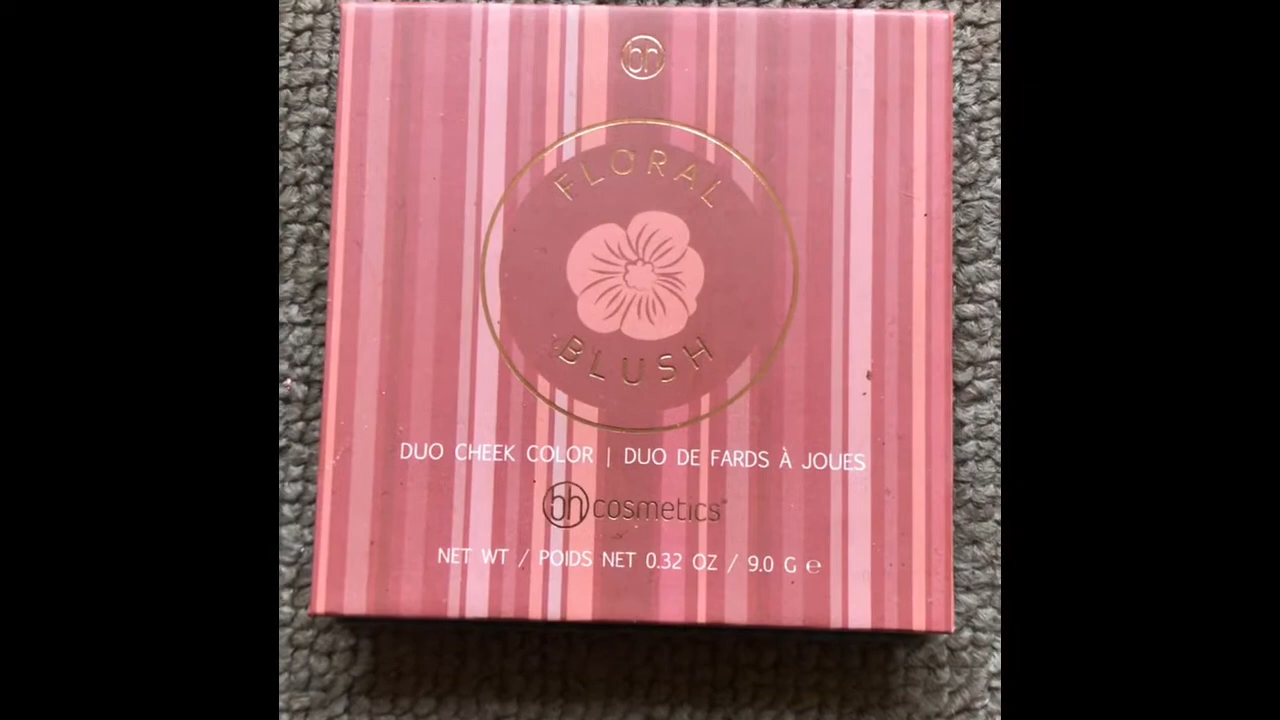 bh
FLORAL
BLUSH
DUO CHEEK COLOR | DUO DE FARDS À JOUES
bh cosmetics
NET WT / POIDS NET 0.32 OZ / 9.0 G ℮